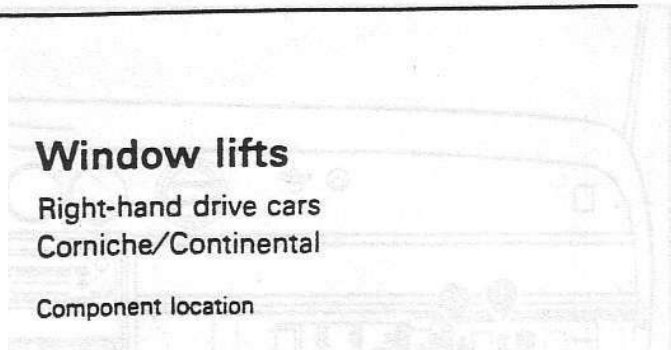 Window lifts
Right-hand drive cars
Corniche/Continental
Component location